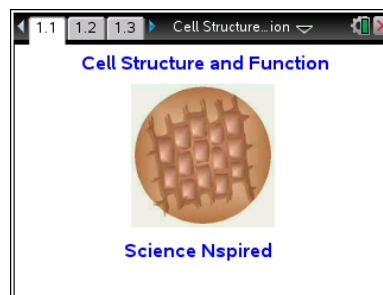 1.1 1.2 1.3 Cell Structure…ion
Cell Structure and Function
Science Nspired